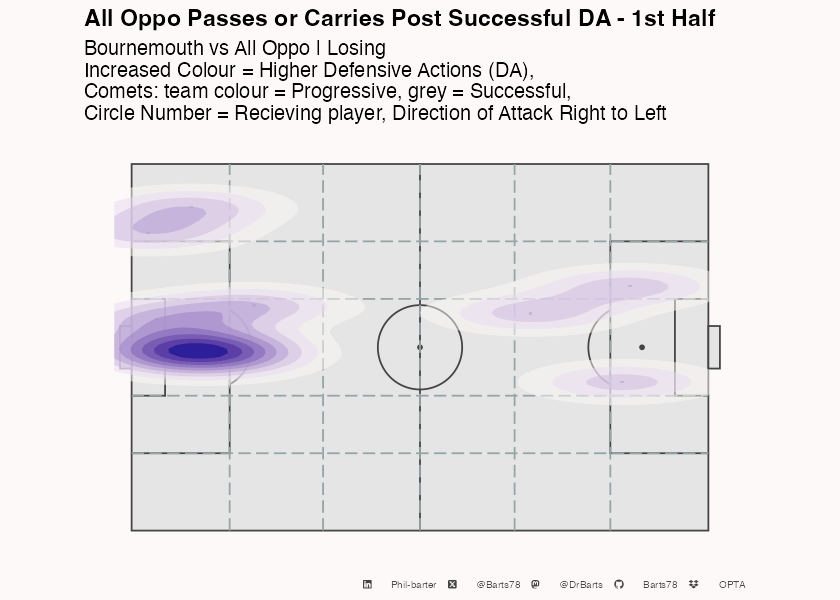 All Oppo Passes or Carries Post Successful DA - 1st Half
Bournemouth vs All Oppo | Losing
Increased Colour = Higher Defensive Actions (DA),
Comets: team colour = Progressive, grey = Successful,
Circle Number = Recieving player, Direction of Attack Right to Left
Phil-barter @Barts78 @DrBarts Barts78 OPTA